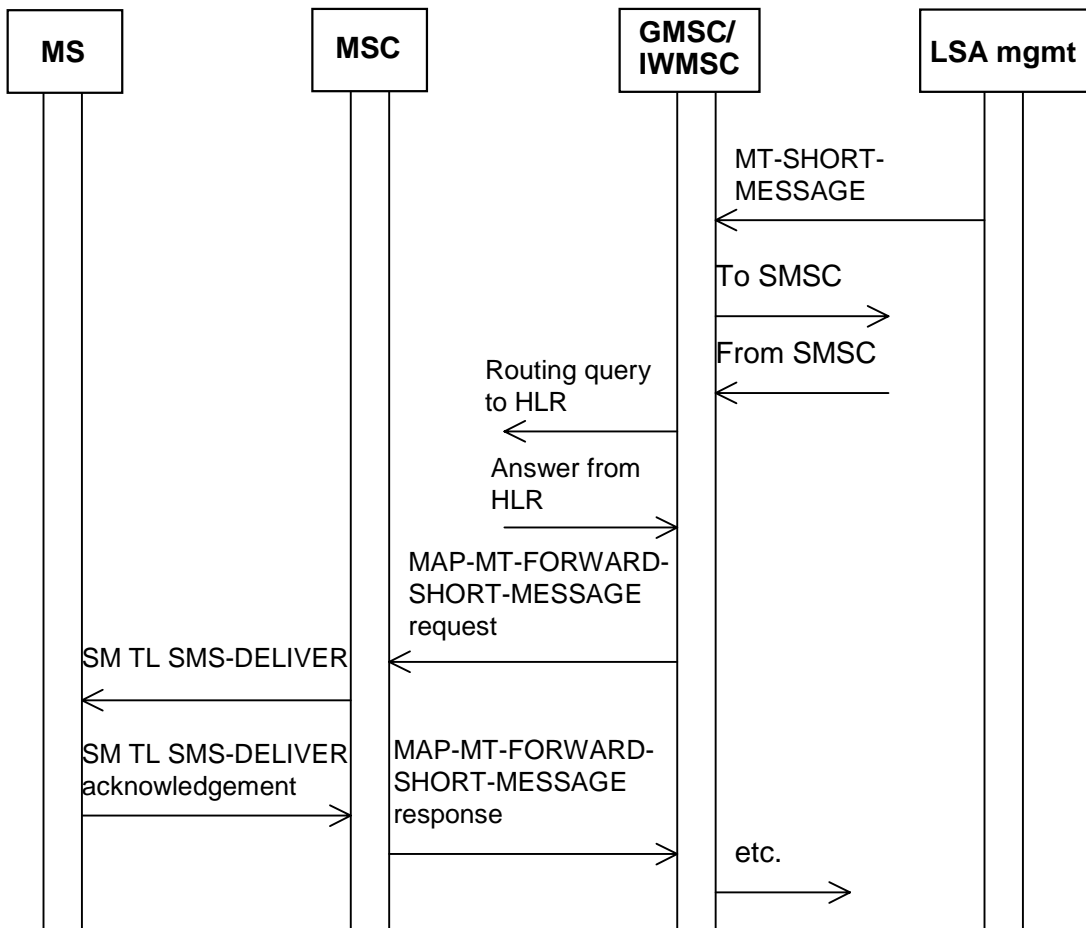 MS
MSC
GMSC/
IWMSC
LSA mgmt
MT-SHORT-
MESSAGE
To SMSC
From SMSC
Routing query
to HLR
Answer from
HLR
MAP-MT-FORWARD-
SHORT-MESSAGE
request
SM TL SMS-DELIVER
SM TL SMS-DELIVER
acknowledgement
MAP-MT-FORWARD-
SHORT-MESSAGE
response
etc.